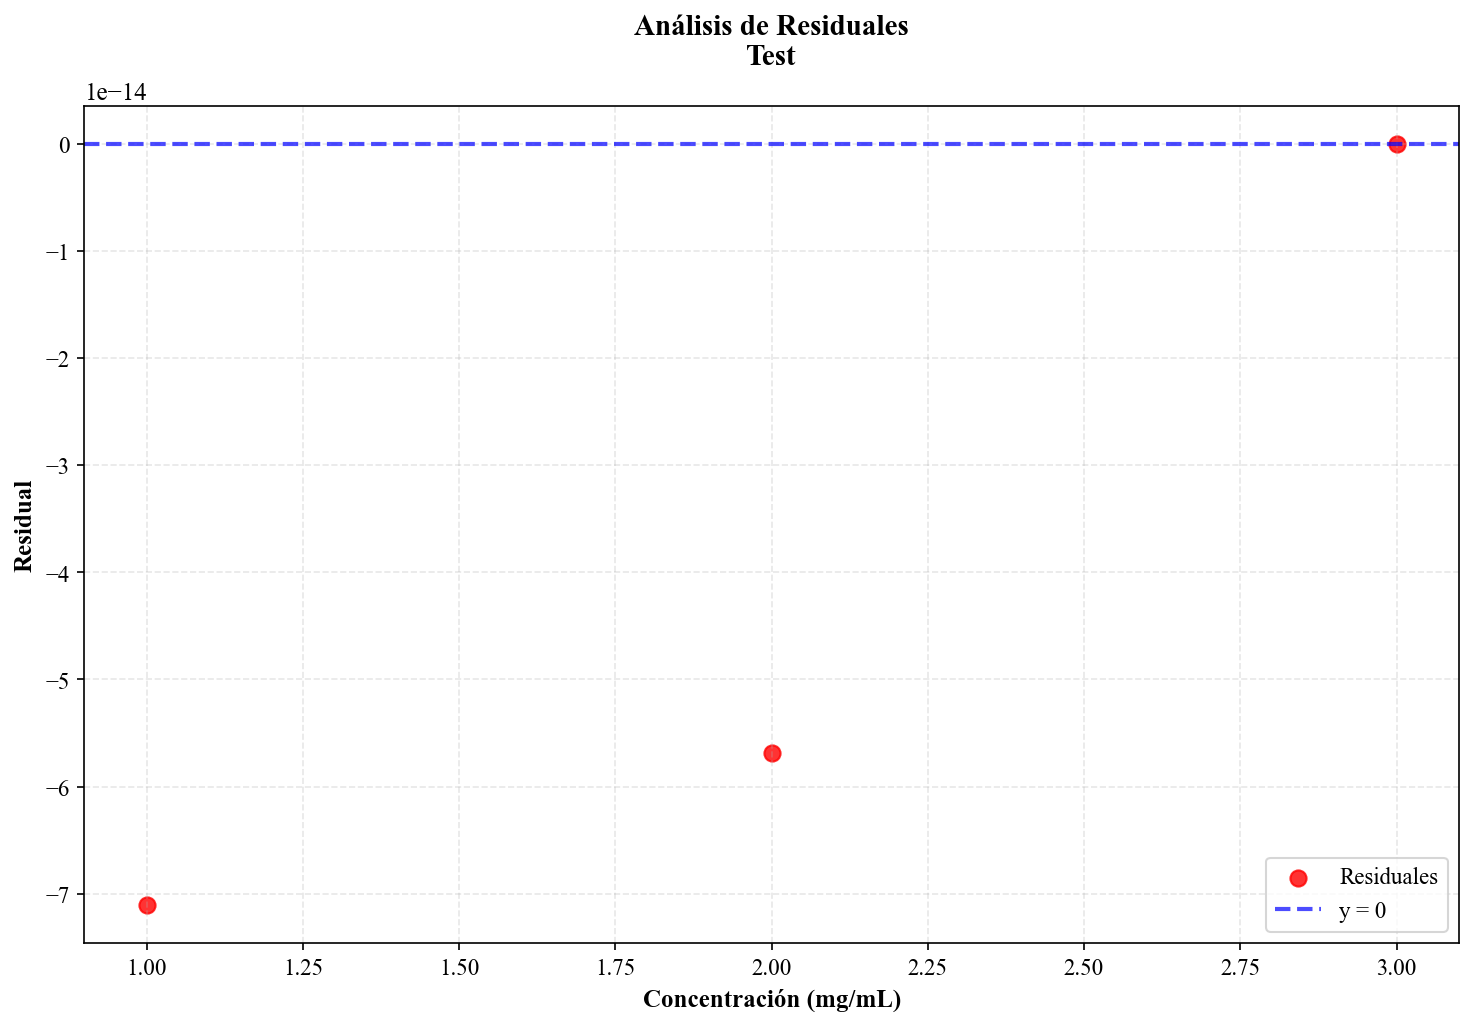 Análisis de Residuales
Test
1e−14
0
−1
−2
−3
−4
−5
−6
−7
Residual
1.00 1.25 1.50 1.75 2.00 2.25 2.50 2.75 3.00
Concentración (mg/mL)
Residuales
y = 0